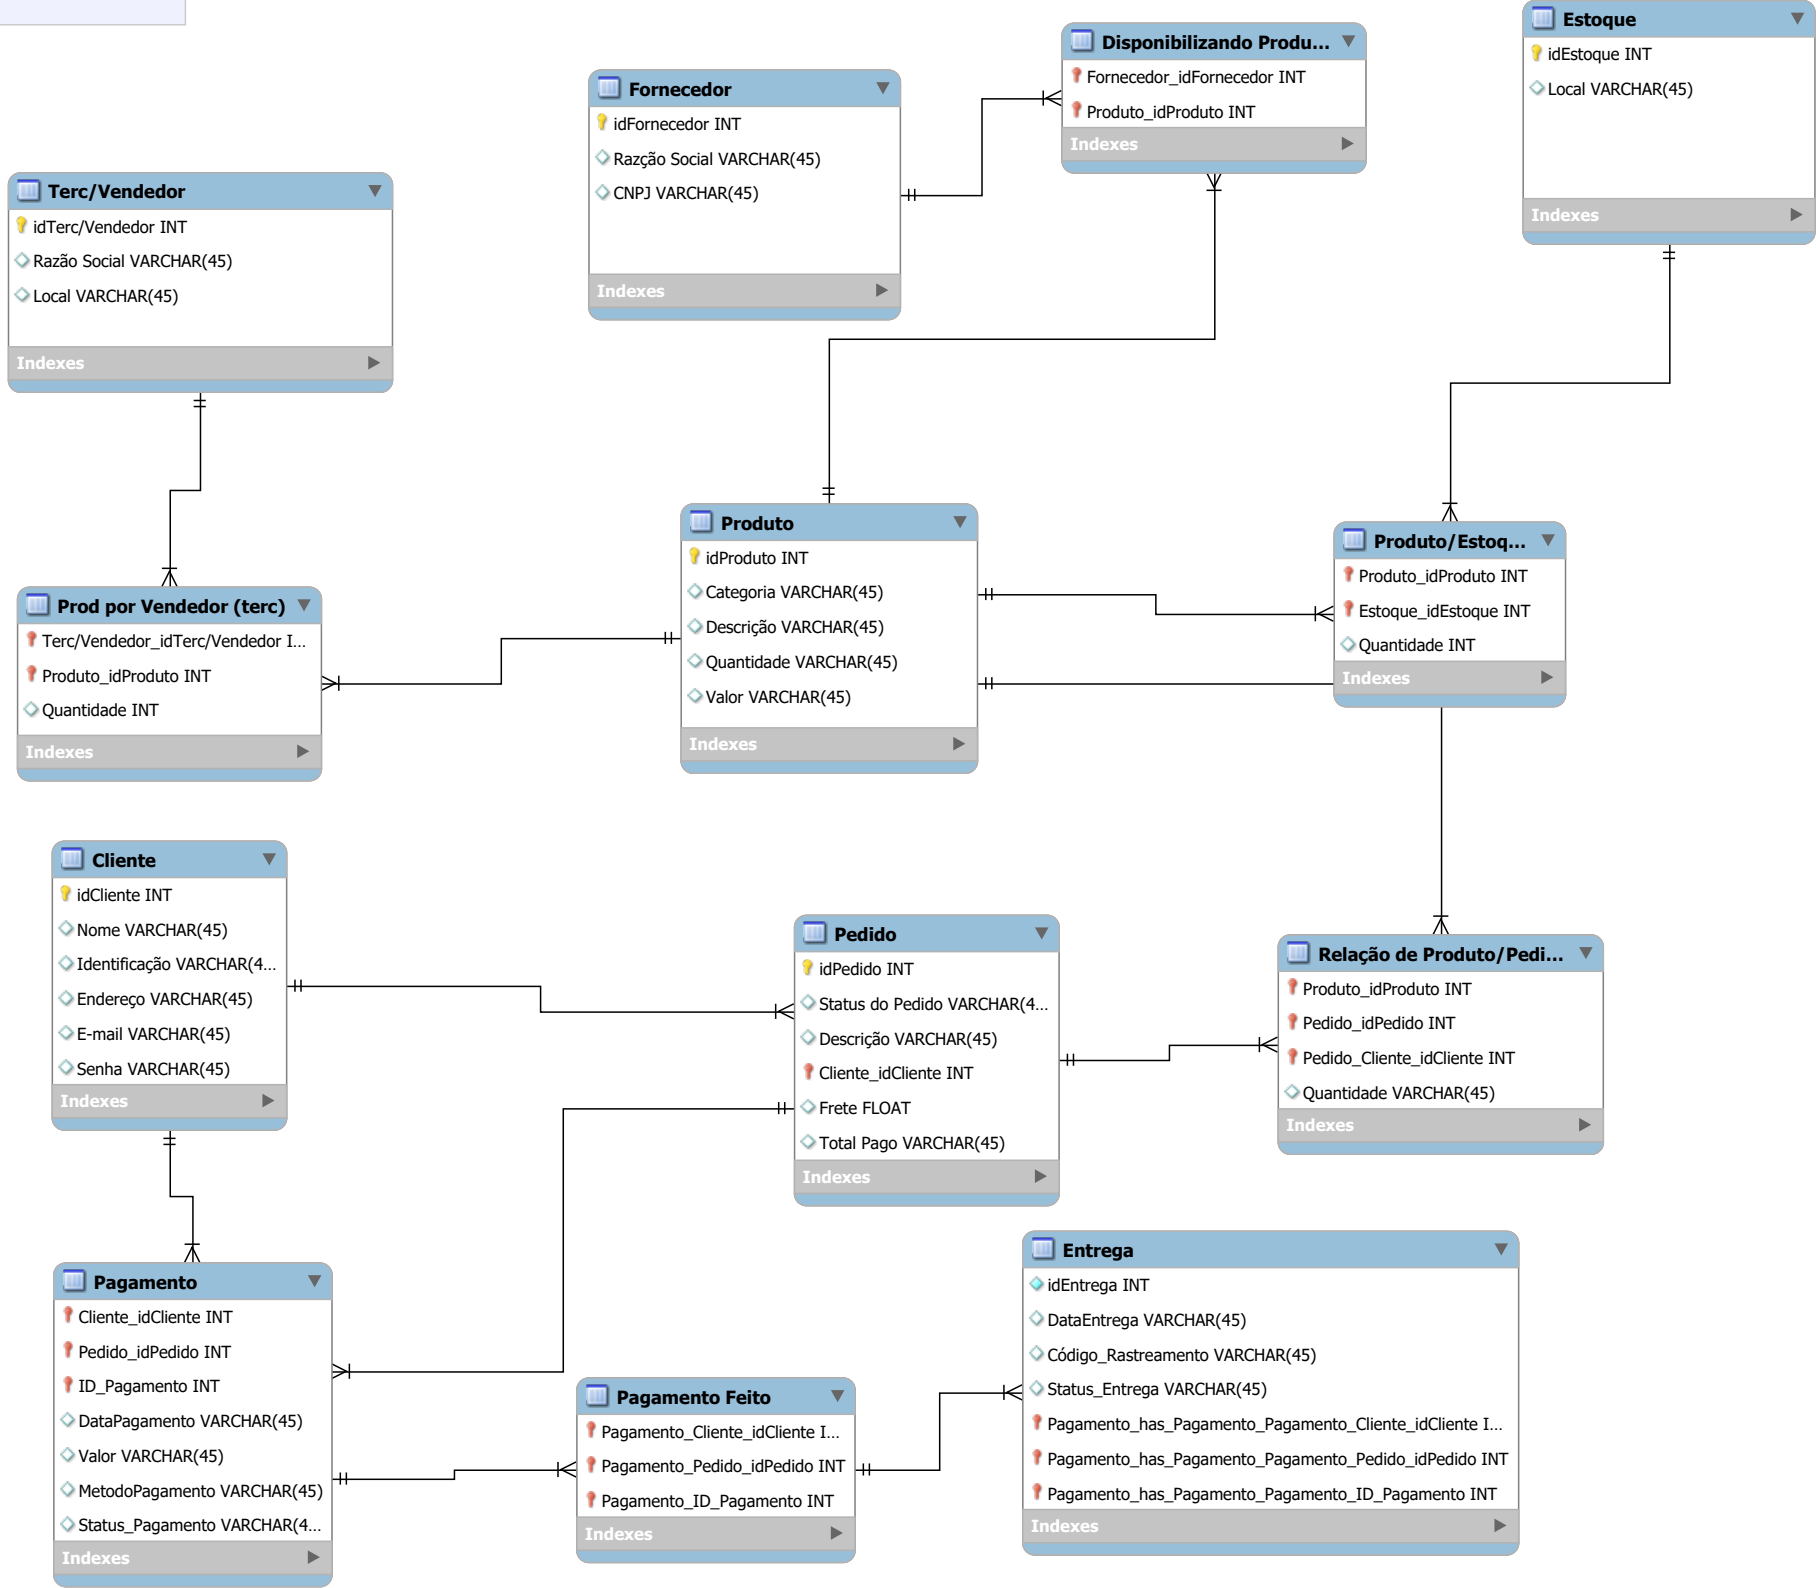 Estoque
idEstoque INT
Local VARCHAR(45)
Indexes
Disponibilizando Produ...
Fornecedor_idFornecedor INT
Produto_idProduto INT
Indexes
Fornecedor
idFornecedor INT
Razção Social VARCHAR(45)
CNPJ VARCHAR(45)
Indexes
Terc/Vendedor
idTerc/Vendedor INT
Razão Social VARCHAR(45)
Local VARCHAR(45)
Indexes
Produto
idProduto INT
Categoria VARCHAR(45)
Descrição VARCHAR(45)
Quantidade VARCHAR(45)
Valor VARCHAR(45)
Indexes
Produto/Estoq...
Produto_idProduto INT
Estoque_idEstoque INT
Quantidade INT
Indexes
Prod por Vendedor (terc)
Terc/Vendedor_idTerc/Vendedor I...
Produto_idProduto INT
Quantidade INT
Indexes
Cliente
idCliente INT
Nome VARCHAR(45)
Identificação VARCHAR(4...
Endereço VARCHAR(45)
E-mail VARCHAR(45)
Senha VARCHAR(45)
Indexes
Pedido
idPedido INT
Status do Pedido VARCHAR(4...
Descrição VARCHAR(45)
Cliente_idCliente INT
Frete FLOAT
Total Pago VARCHAR(45)
Indexes
Relação de Produto/Pedi...
Produto_idProduto INT
Pedido_idPedido INT
Pedido_Cliente_idCliente INT
Quantidade VARCHAR(45)
Indexes
Entrega
idEntrega INT
DataEntrega VARCHAR(45)
Código_Rastreamento VARCHAR(45)
Status_Entrega VARCHAR(45)
Pagamento_has_Pagamento_Pagamento_Cliente_idCliente I...
Pagamento_has_Pagamento_Pagamento_Pedido_idPedido INT
Pagamento_has_Pagamento_Pagamento_ID_Pagamento INT
Indexes
Pagamento
Cliente_idCliente INT
Pedido_idPedido INT
ID_Pagamento INT
DataPagamento VARCHAR(45)
Valor VARCHAR(45)
MetodoPagamento VARCHAR(45)
Status_Pagamento VARCHAR(4...
Indexes
Pagamento Feito
Pagamento_Cliente_idCliente I...
Pagamento_Pedido_idPedido INT
Pagamento_ID_Pagamento INT
Indexes